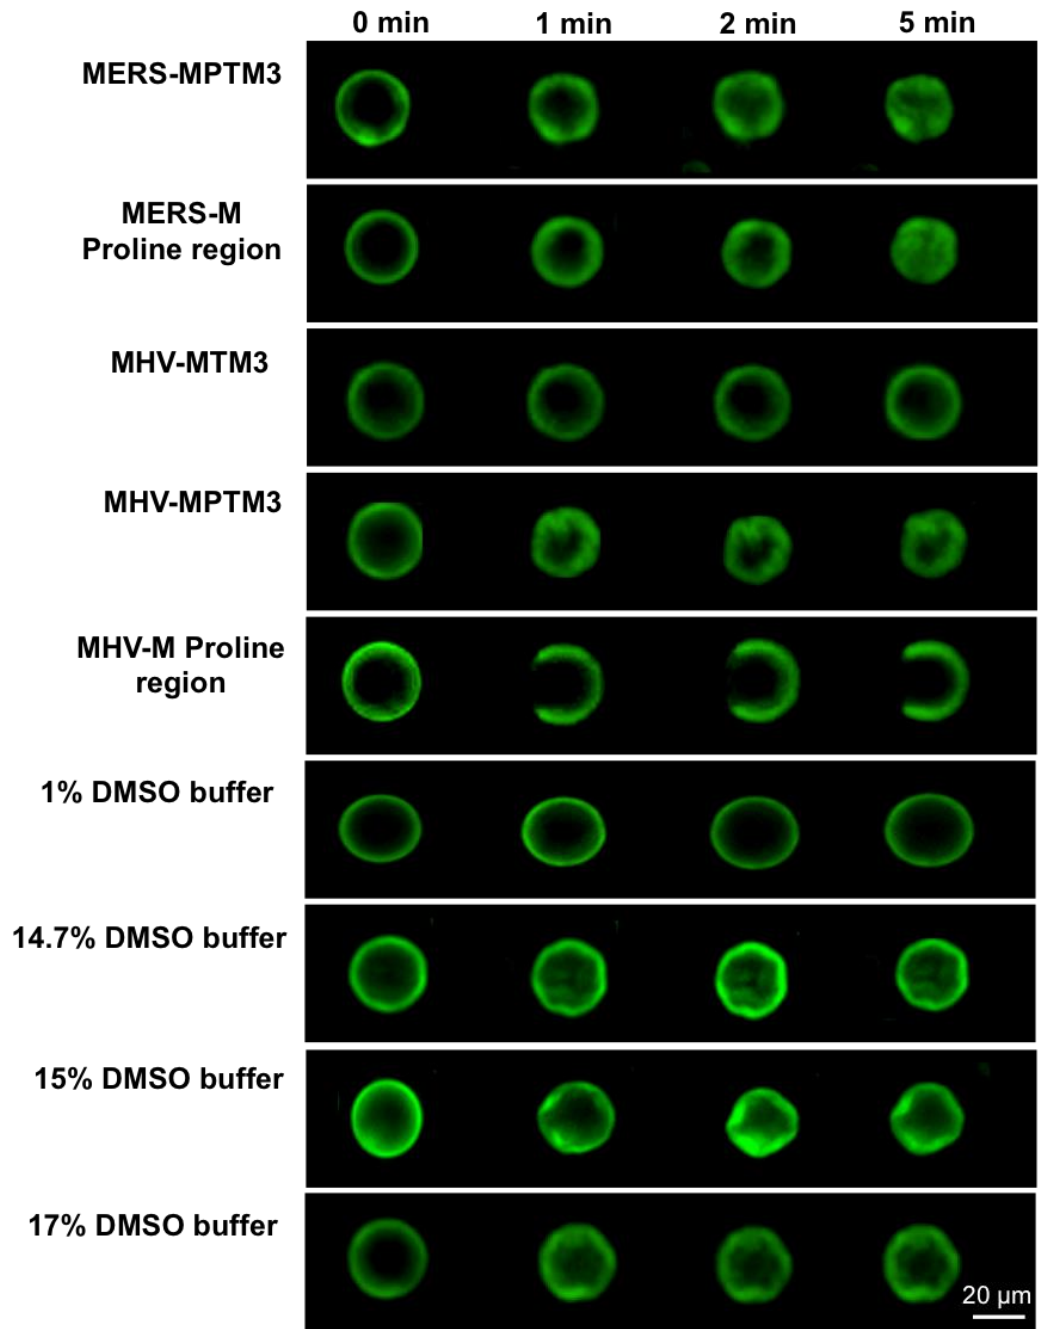 0 min 1 min 2 min 5 min
MERS-MPTM3
MERS-M
Proline region
MHV-MTM3
MHV-MPTM3
MHV-M Proline
region
1% DMSO buffer
14.7% DMSO buffer
15% DMSO buffer
17% DMSO buffer
20 µm